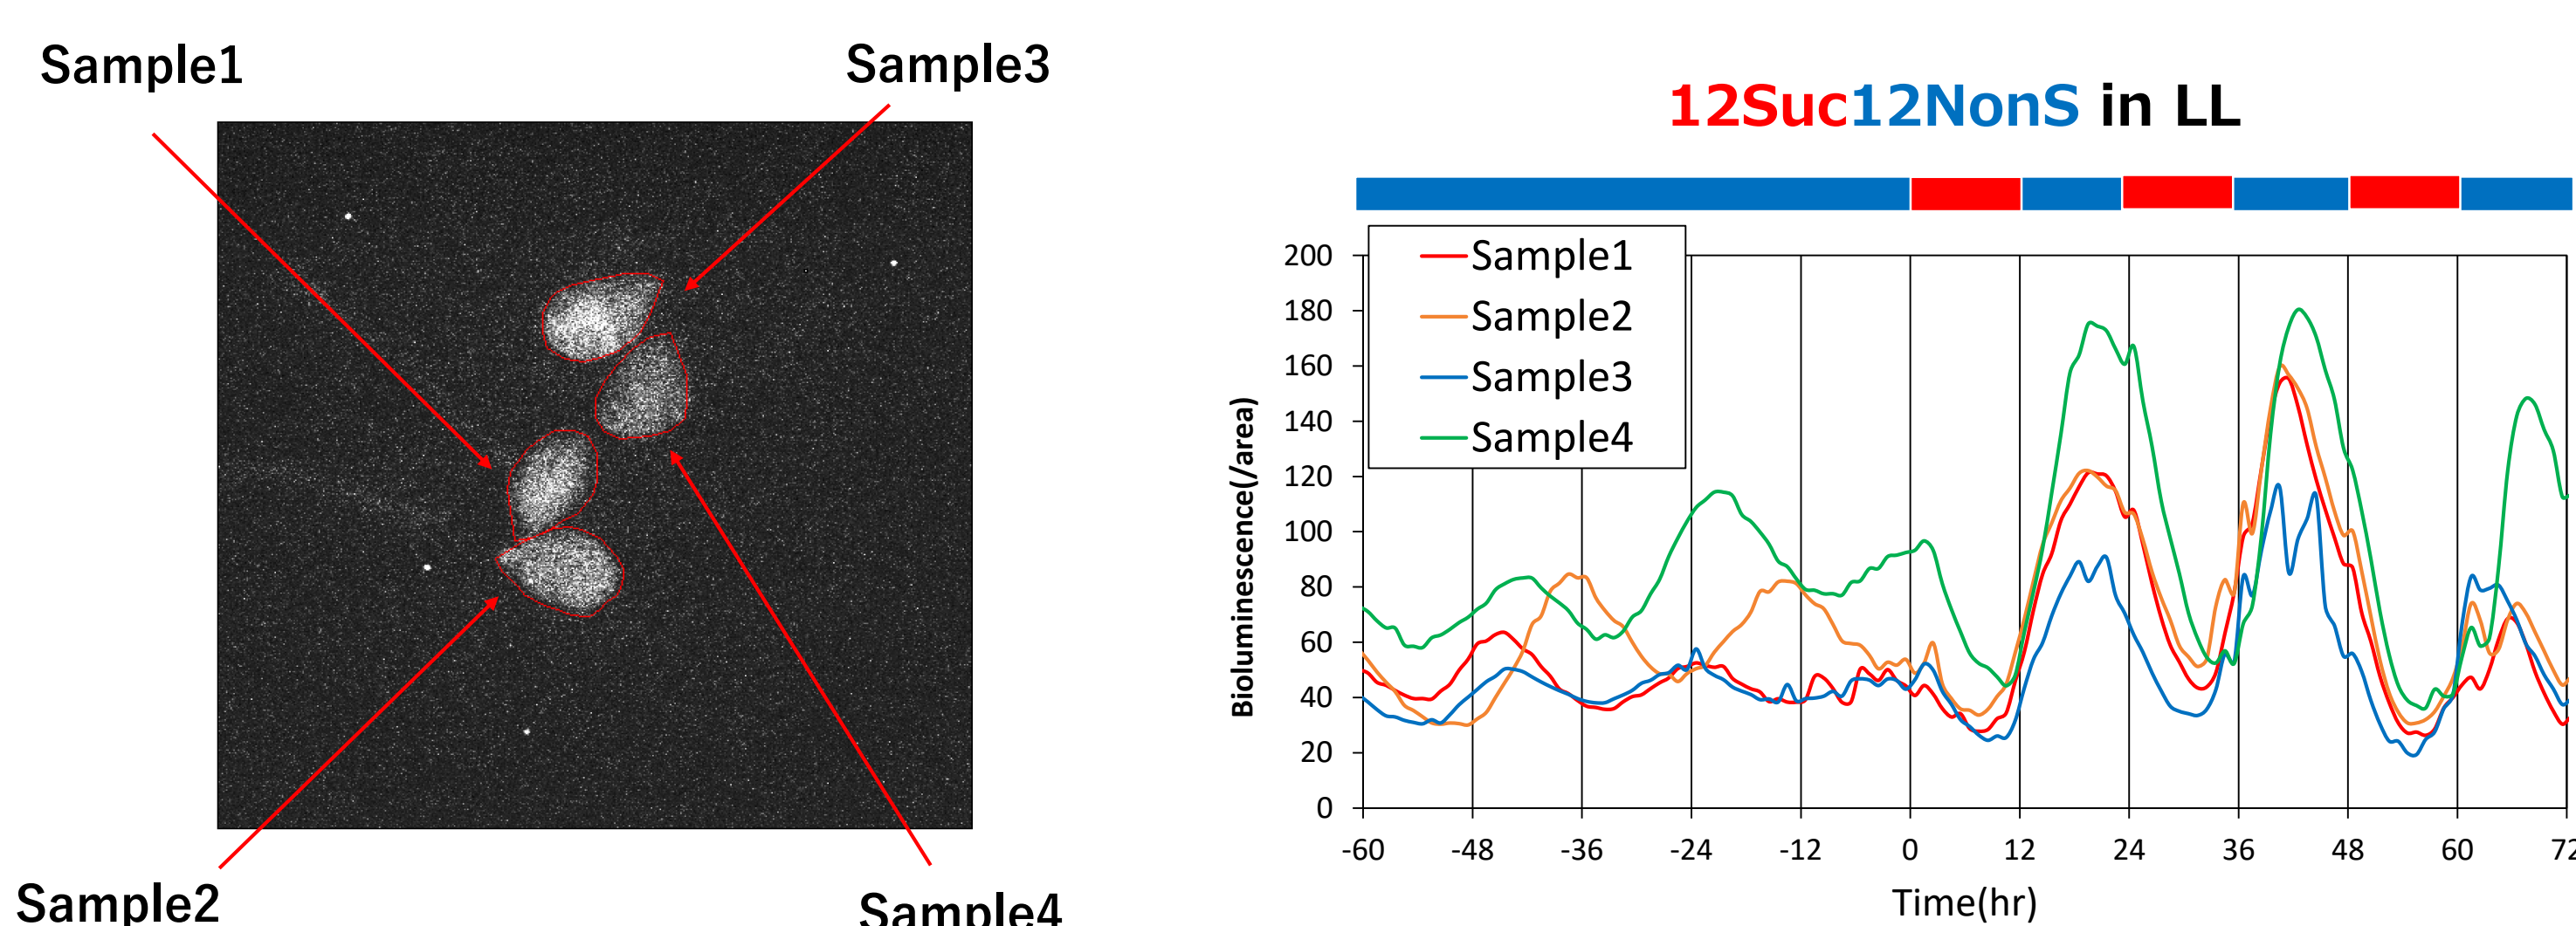 Sample1
Sample3
Sample2
Sample4
12Suc12NonS in LL
Sample1
Sample2
Sample3
Sample4
200
180
160
140
120
100
80
60
40
20
0
Bioluminescence(/area)
-60 -48 -36 -24 -12 0 12 24 36 48 60 72
Time(hr)